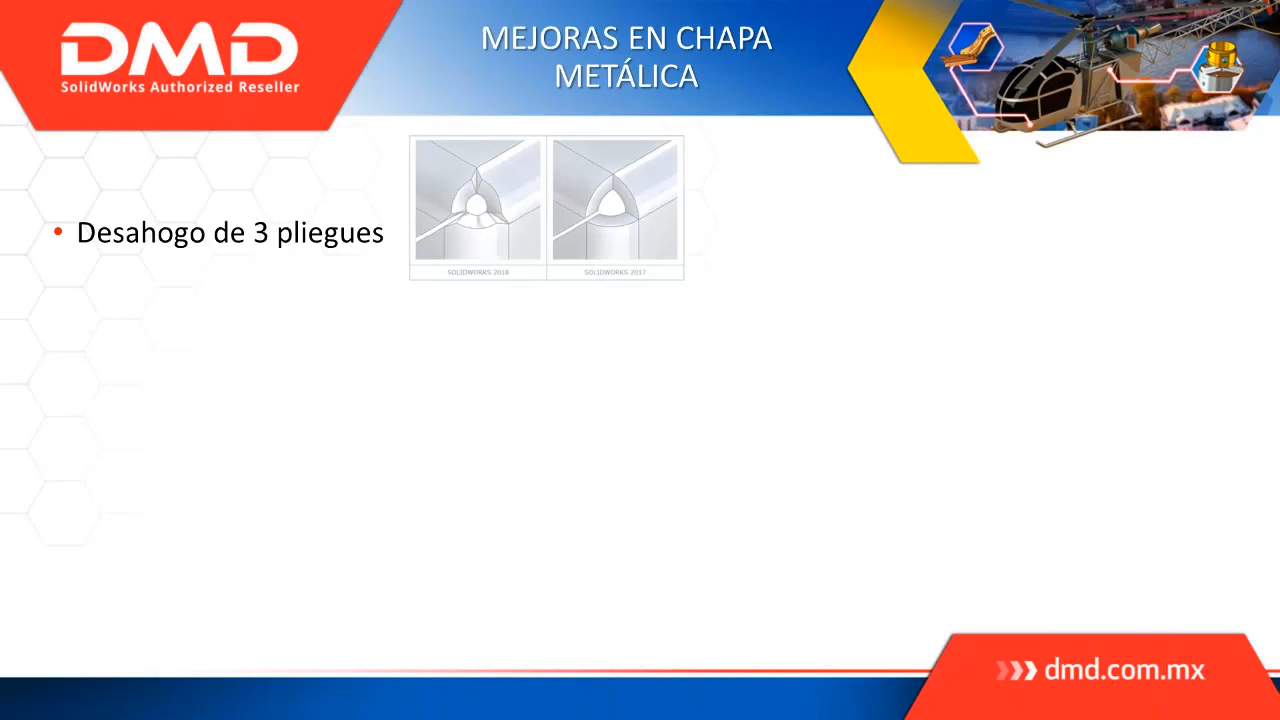 DMD
SolidWorks Authorized Reseller
MEJORAS EN CHAPA
METÁLICA
• Desahogo de 3 pliegues
SOLIDWORKS 2018
SOLIDWORKS 2017
dmd.com.mx